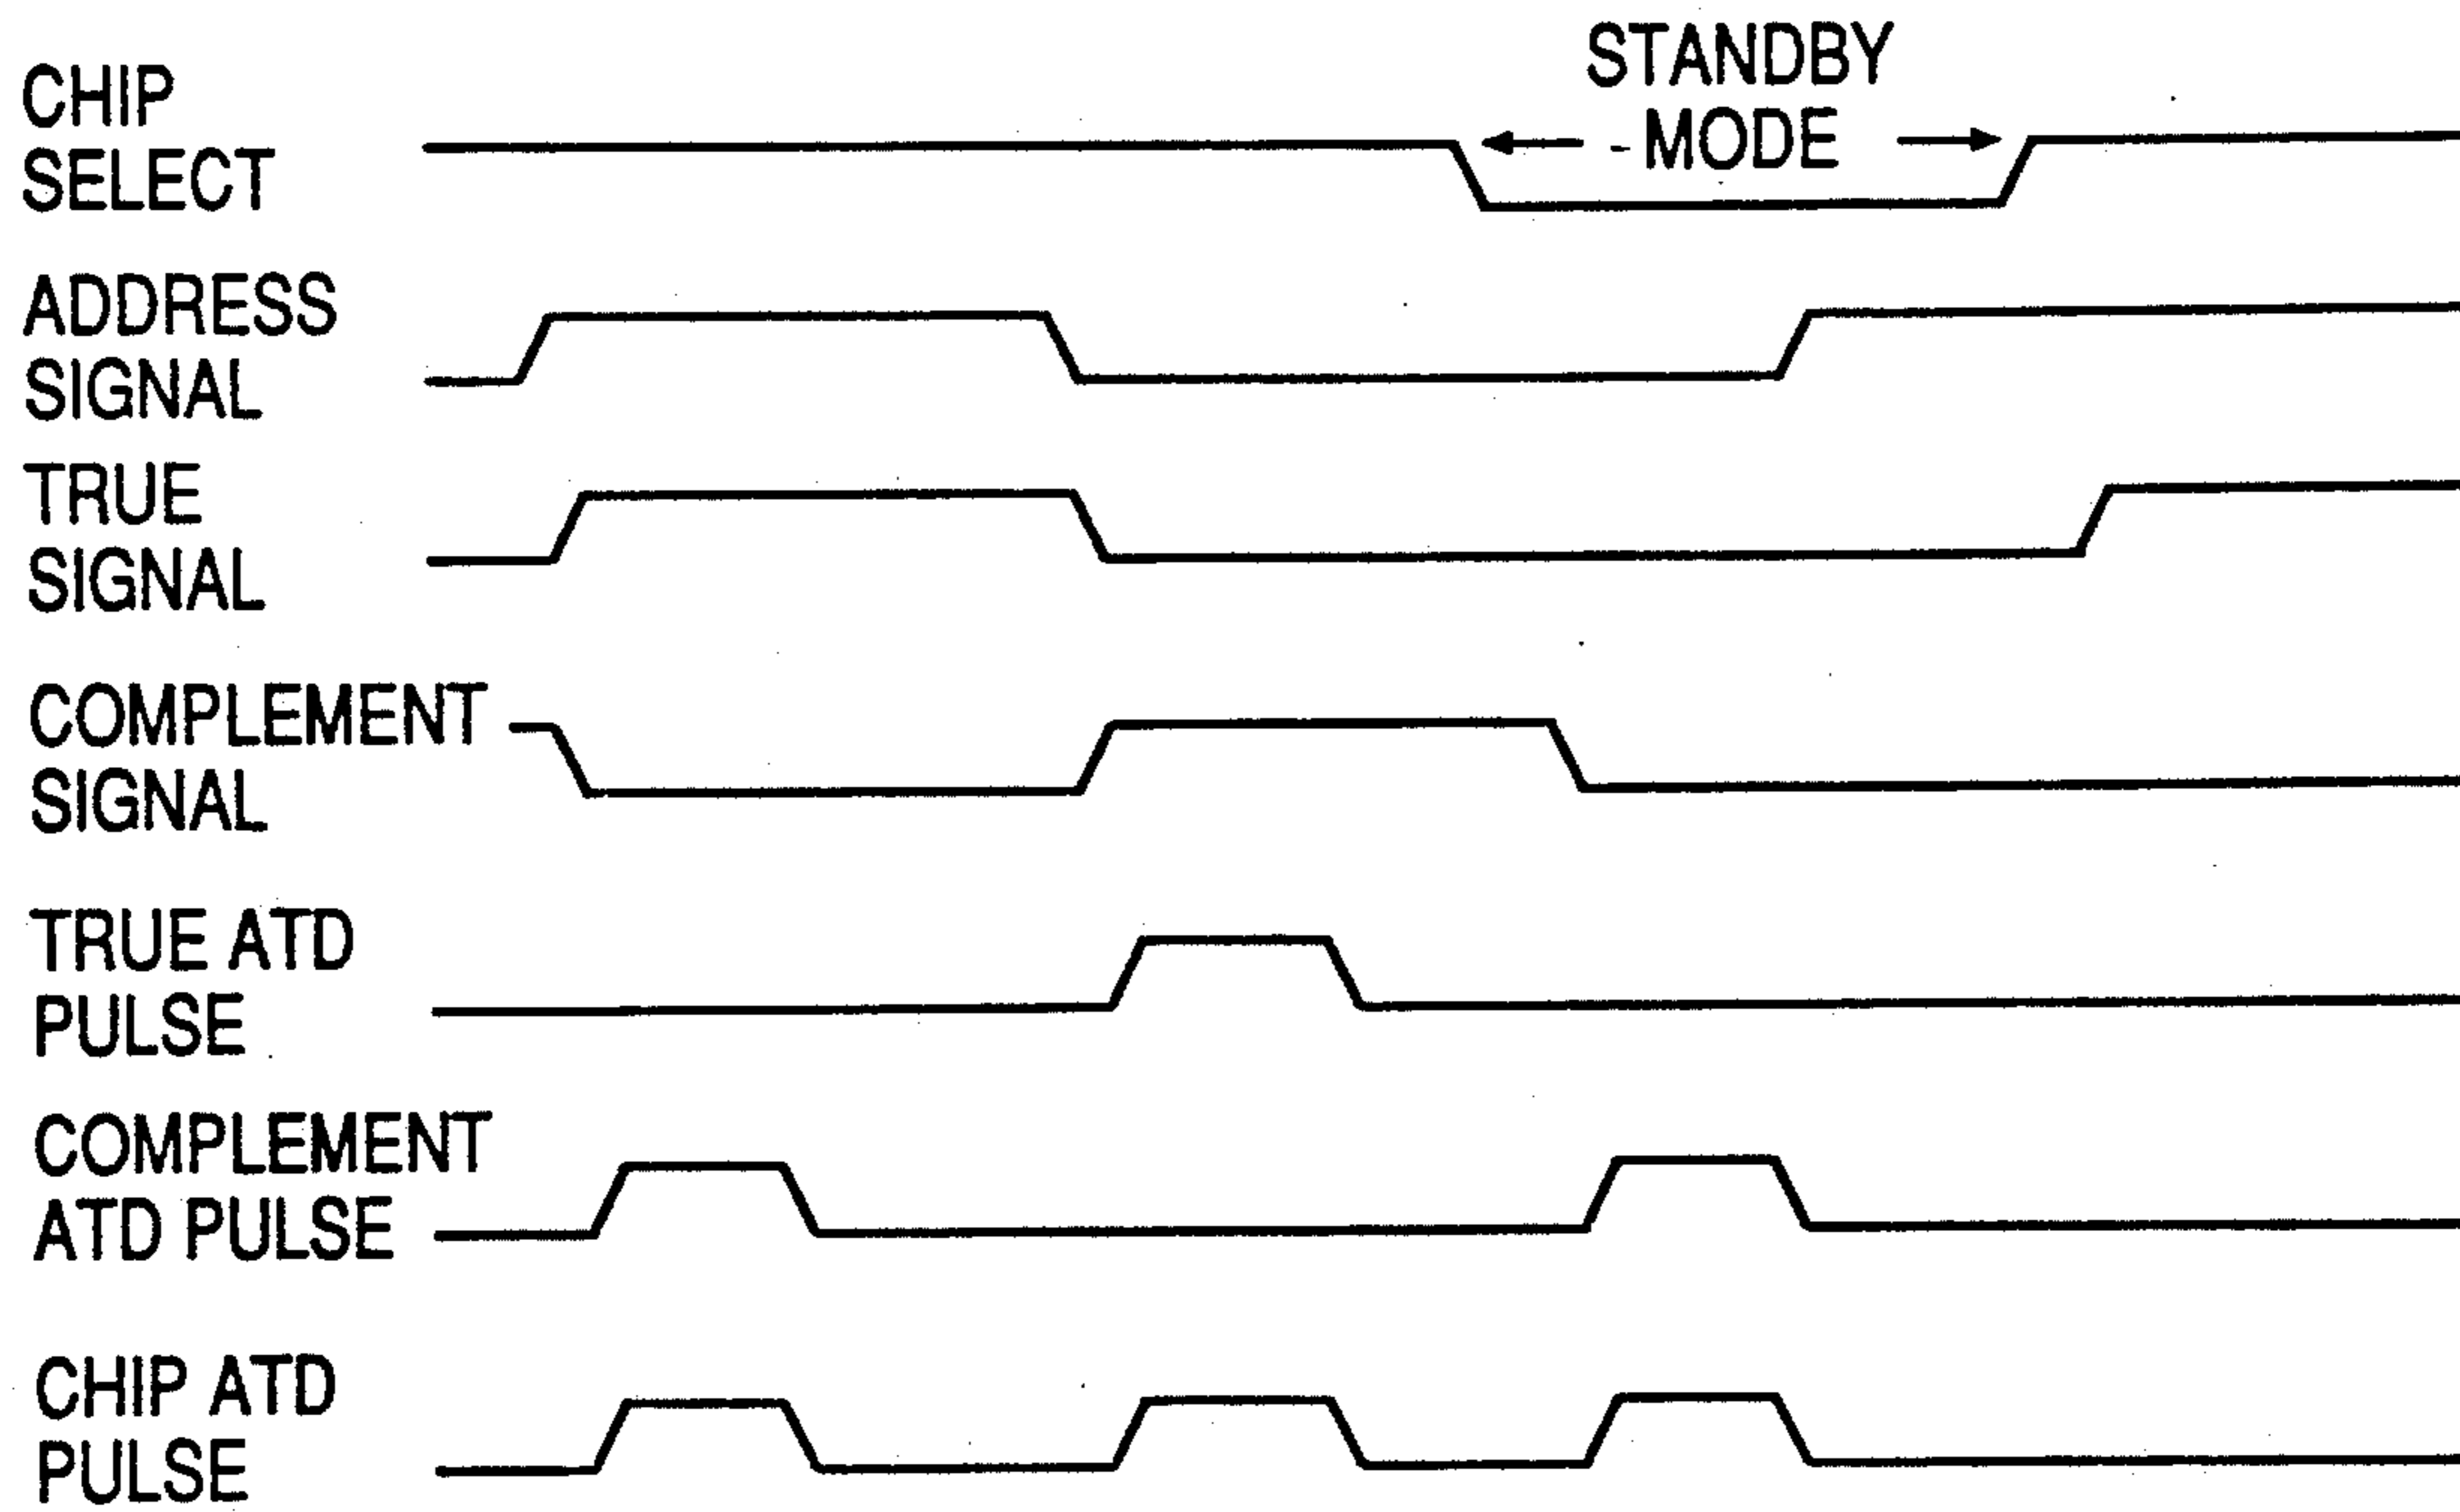 STANDBY
MODE
CHIP
SELECT
ADDRESS
SIGNAL
TRUE
SIGNAL
COMPLEMENT
SIGNAL
TRUE ATD
PULSE
COMPLEMENT
ATD PULSE
CHIP ATD
PULSE